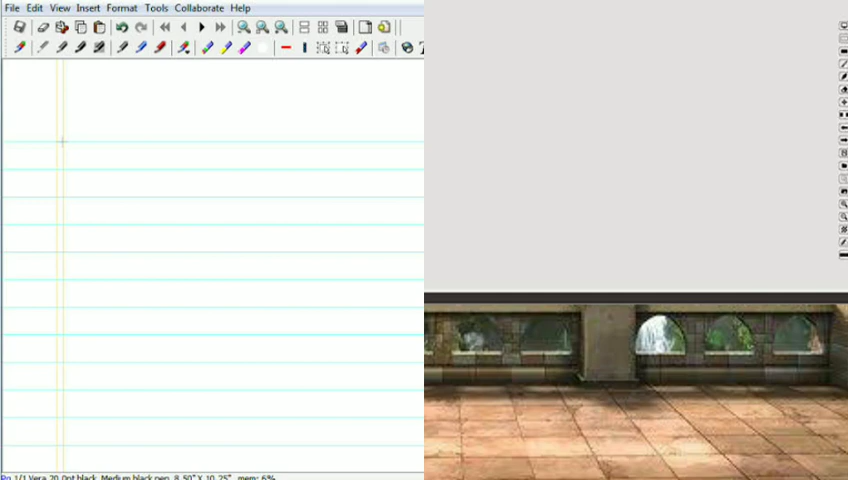 File Edit View Insert Format Tools Collaborate Help
Pg 1/1 Vera 20.0pt black, Medium black pen, 8.50" X 10.25" mem: 6%